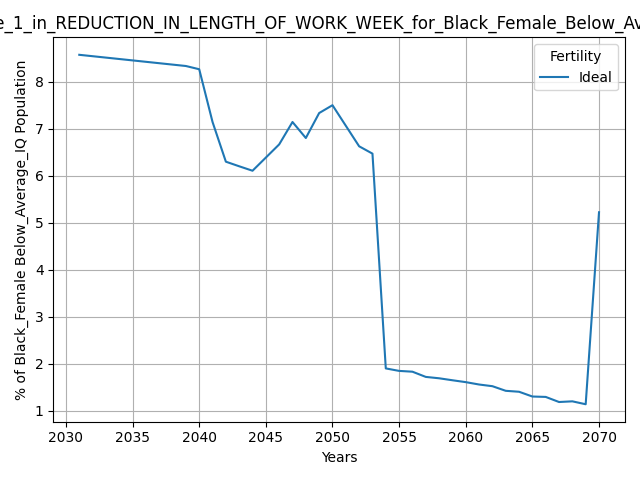 e_1_in_REDUCTION_IN_LENGTH_OF_WORK_WEEK_for_Black_Female_Below_Av
Fertility
Ideal
% of Black_Female Below_Average_IQ Population
8
7
6
5
4
3
2
1
2030 2035 2040 2045 2050 2055 2060 2065 2070
Years